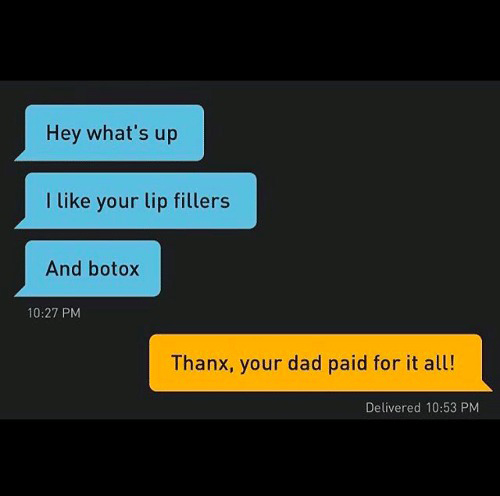 Hey what's up
I like your lip fillers
And botox
10:27 PM
Thanx, your dad paid for it all!
Delivered 10:53 PM